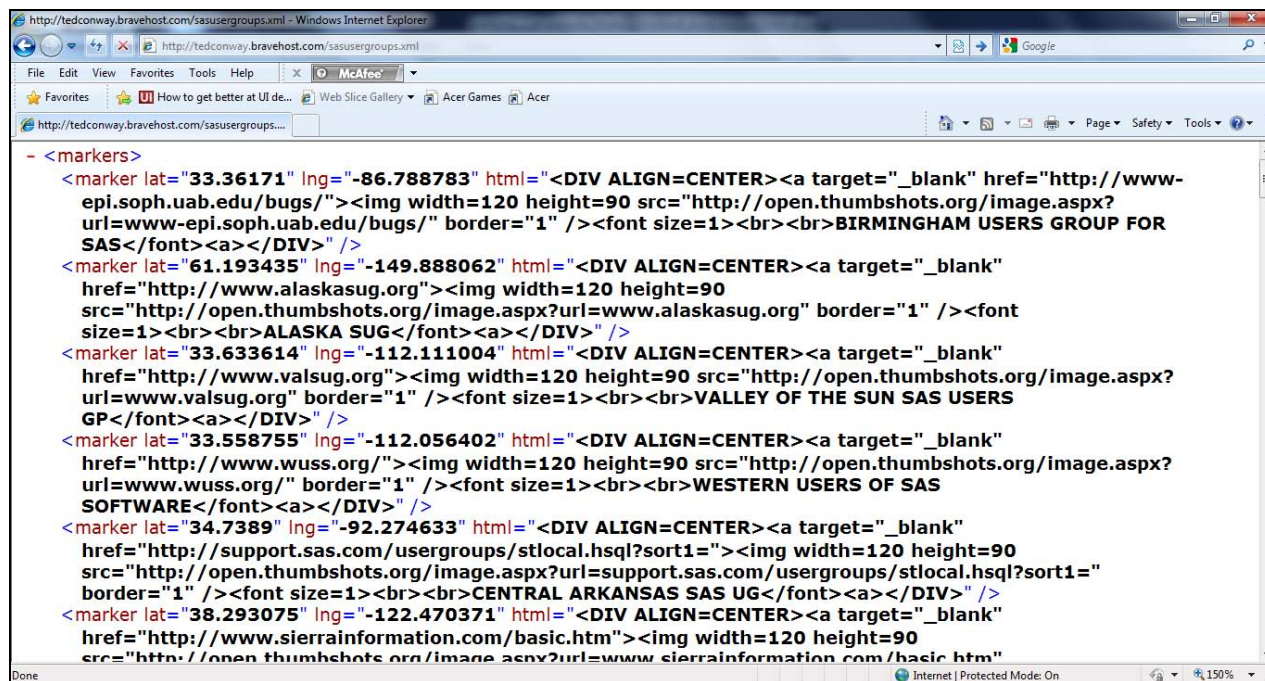 http://tedconway.bravehost.com/sasusergroups.xml - Windows Internet Explorer
http://tedconway.bravehost.com/sasusergroups.xml
Google
File Edit View Favorites Tools Help
McAfee
Favorites
How to get better at UI de... Web Slice Gallery Acer Games Acer
http://tedconway.bravehost.com/sasusergroups....
Page Safety Tools
- <markers>
<marker lat="33.36171" lng="-86.788783" html="<DIV ALIGN=CENTER><a target="_blank" href="http://www-
epi.soph.uab.edu/bugs/"><img width=120 height=90 src="http://open.thumbshots.org/image.aspx?
url=www-epi.soph.uab.edu/bugs/" border="1" /><font size=1><br><br>BIRMINGHAM USERS GROUP FOR
SAS</font><a></DIV>" />
<marker lat="61.193435" lng="-149.888062" html="<DIV ALIGN=CENTER><a target="_blank"
href="http://www.alaskasug.org"><img width=120 height=90
src="http://open.thumbshots.org/image.aspx?url=www.alaskasug.org" border="1" /><font
size=1><br><br>ALASKA SUG</font><a></DIV>" />
<marker lat="33.633614" lng="-112.111004" html="<DIV ALIGN=CENTER><a target="_blank"
href="http://www.valsug.org"><img width=120 height=90 src="http://open.thumbshots.org/image.aspx?
url=www.valsug.org" border="1" /><font size=1><br><br>VALLEY OF THE SUN SAS USERS
GP</font><a></DIV>" />
<marker lat="33.558755" lng="-112.056402" html="<DIV ALIGN=CENTER><a target="_blank"
href="http://www.wuss.org/"><img width=120 height=90 src="http://open.thumbshots.org/image.aspx?
url=www.wuss.org/" border="1" /><font size=1><br><br>WESTERN USERS OF SAS
SOFTWARE</font><a></DIV>" />
<marker lat="34.7389" lng="-92.274633" html="<DIV ALIGN=CENTER><a target="_blank"
href="http://support.sas.com/usergroups/stlocal.hsql?sort1="><img width=120 height=90
src="http://open.thumbshots.org/image.aspx?url=support.sas.com/usergroups/stlocal.hsql?sort1="
border="1" /><font size=1><br><br>CENTRAL ARKANSAS SAS UG</font><a></DIV>" />
<marker lat="38.293075" lng="-122.470371" html="<DIV ALIGN=CENTER><a target="_blank"
href="http://www.sierrainformation.com/basic.htm"><img width=120 height=90
src="http://open.thumbshots.org/image.aspx?url=www.sierrainformation.com/basic.htm"
Done
Internet | Protected Mode: On
150%